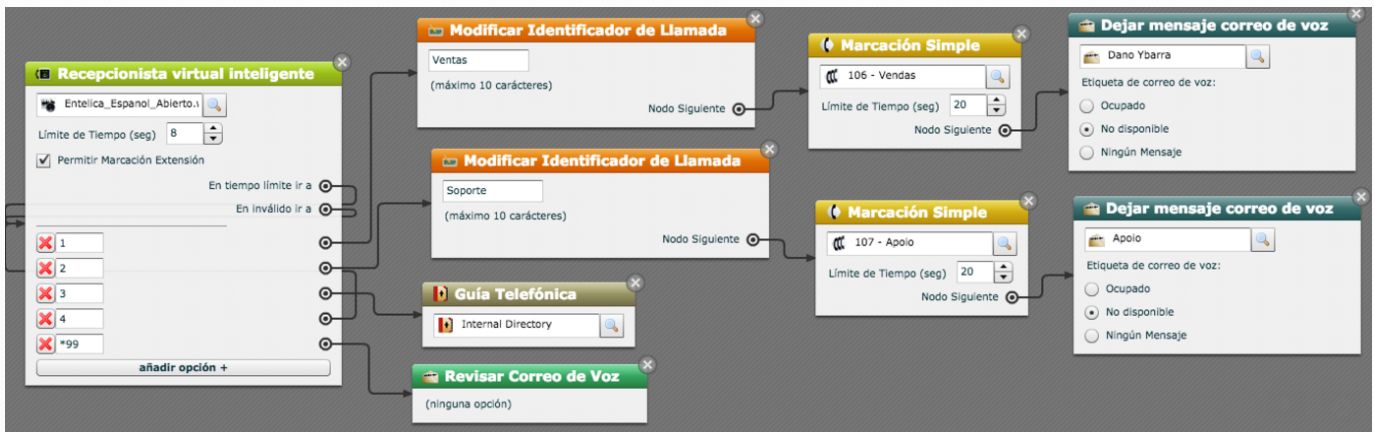 Recepcionista virtual inteligente
Entelica_Espanol_Abierto.
Límite de Tiempo (seg) 8
Permitir Marcación Extensión
En tiempo límite ir a
En inválido ir a
1
2
3
4
*99
añadir opción +
Modificar Identificador de Llamada
Ventas
(máximo 10 carácteres)
Nodo Siguiente
Marcación Simple
106 - Vendas
Límite de Tiempo (seg) 20
Nodo Siguiente
Dejar mensaje correo de voz
Dano Ybarra
Etiqueta de correo de voz:
Ocupado
No disponible
Ningún Mensaje
Modificar Identificador de Llamada
Soporte
(máximo 10 carácteres)
Nodo Siguiente
Marcación Simple
107 - Apoio
Límite de Tiempo (seg) 20
Nodo Siguiente
Dejar mensaje correo de voz
Apoio
Etiqueta de correo de voz:
Ocupado
No disponible
Ningún Mensaje
Guía Telefónica
Internal Directory
Revisar Correo de Voz
(ninguna opción)